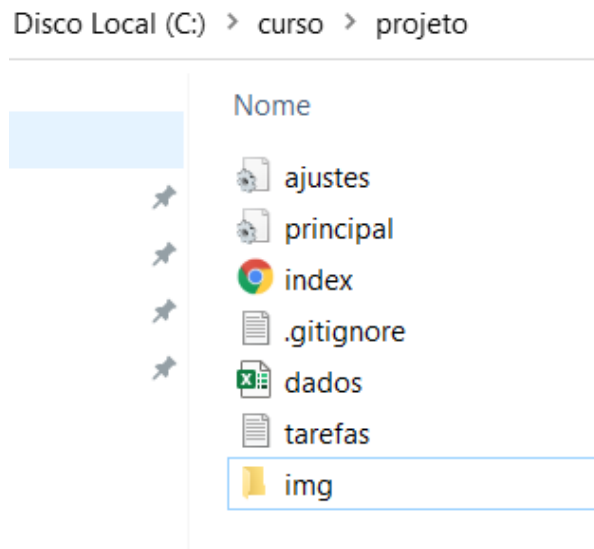 Disco Local (C:) > curso > projeto
Nome
ajustes
principal
index
.gitignore
dados
tarefas
img